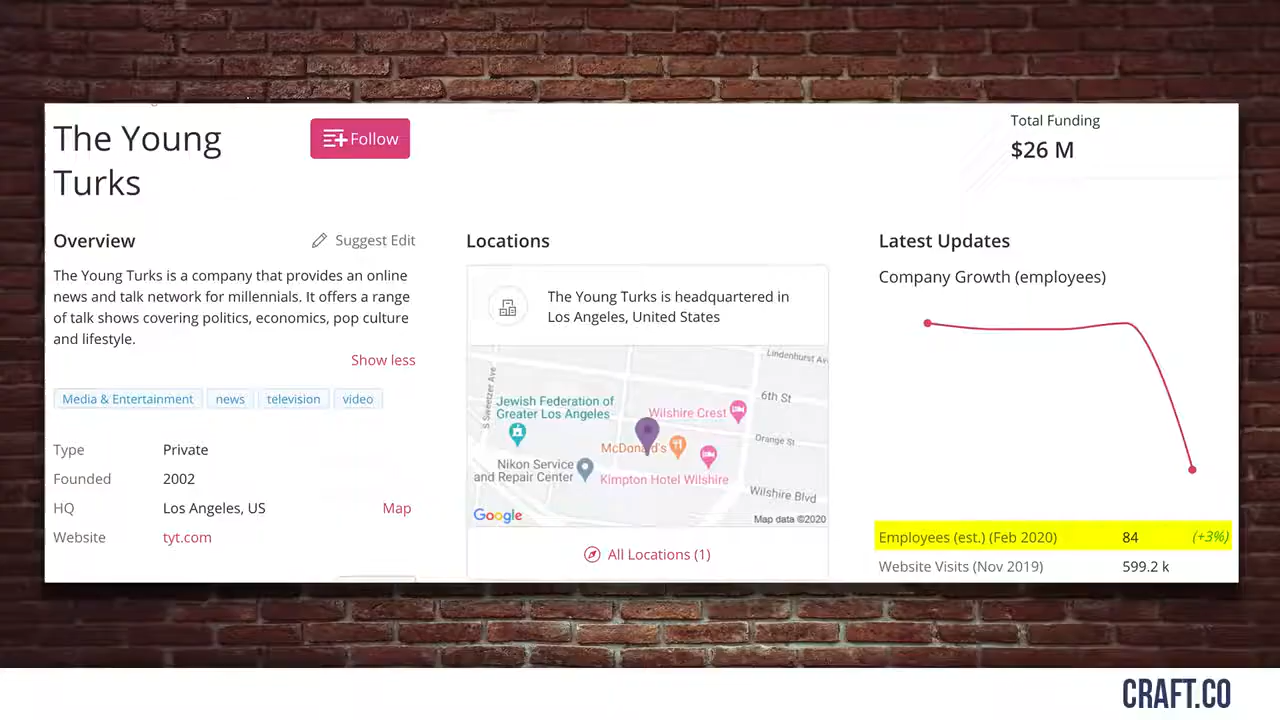 The Young
Turks
Follow
Total Funding
$26 M
Overview
Suggest Edit
The Young Turks is a company that provides an online
news and talk network for millennials. It offers a range
of talk shows covering politics, economics, pop culture
and lifestyle.
Show less
Media & Entertainment
news
television
video
Type Private
Founded 2002
HQ Los Angeles, US Map
Website tyt.com
Locations
The Young Turks is headquartered in
Los Angeles, United States
Lindenhurst Av
S Sweetzer Ave
6th St
Jewish Federation of
Greater Los Angeles
Wilshire Crest
Orange St
McDonald's
Nikon Service
and Repair Center
Kimpton Hotel Wilshire
Wilshire Blvd
Google
Map data ©2020
All Locations (1)
Latest Updates
Company Growth (employees)
Employees (est.) (Feb 2020) 84 (+3%)
Website Visits (Nov 2019) 599.2 k
CRAFT.CO